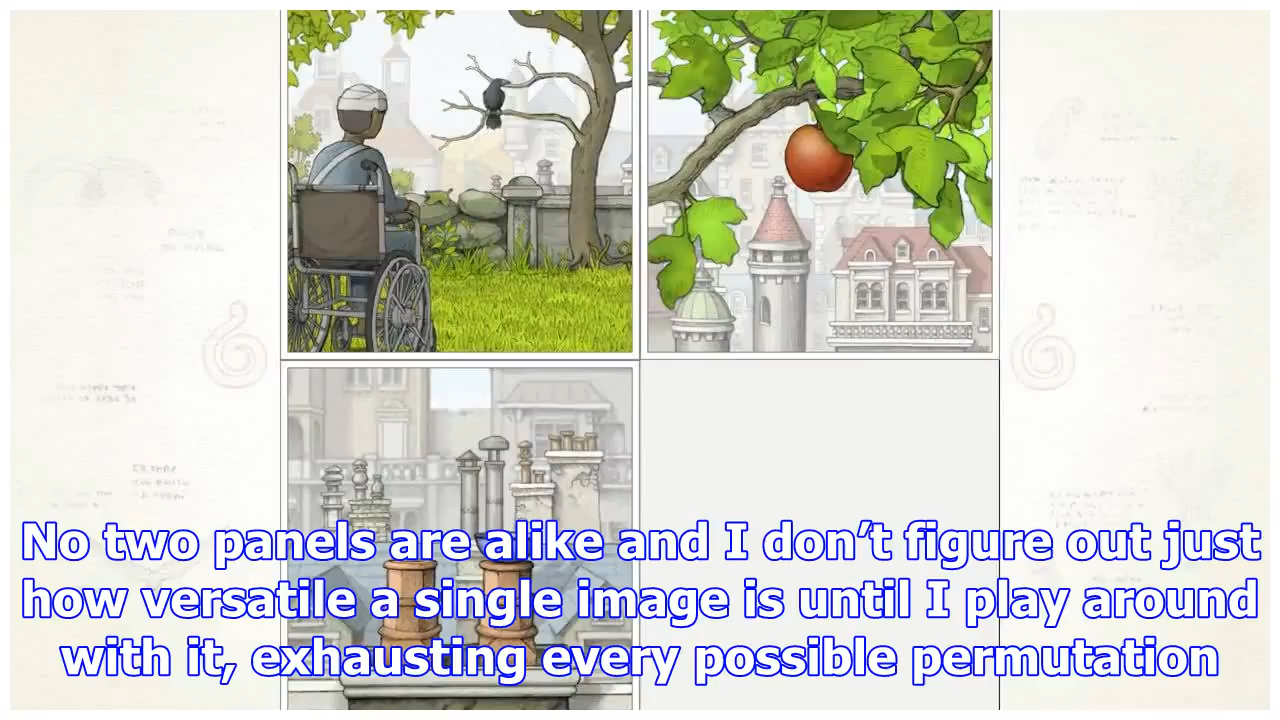 No two panels are alike and I don’t figure out just
how versatile a single image is until I play around
with it, exhausting every possible permutation